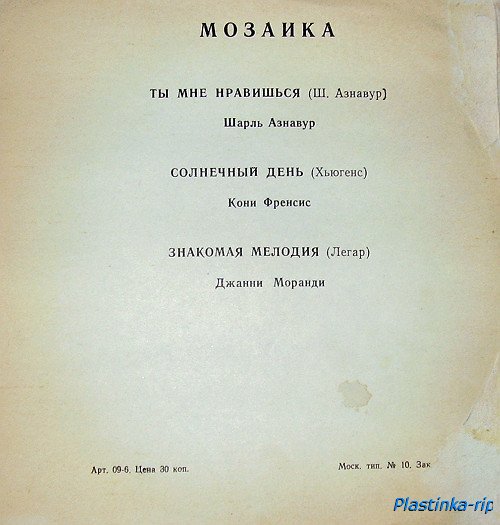 МОЗАИКА
ТЫ МНЕ НРАВИШЬСЯ (Ш. Азнавур)
Шарль Азнавур
СОЛНЕЧНЫЙ ДЕНЬ (Хьюгенс)
Кони Френсис
ЗНАКОМАЯ МЕЛОДИЯ (Легар)
Джанни Моранди
Арт. 09-6. Цена 30 коп.
Моск. тип. № 10. Зак
Plastinka-rip